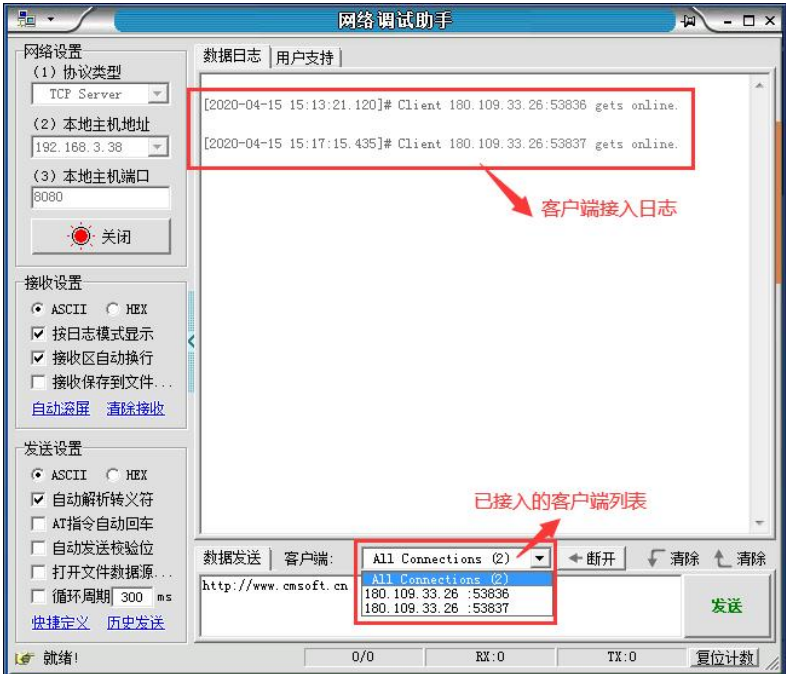 网络调试助手
网络设置
(1) 协议类型
TCP Server
(2) 本地主机地址
192.168.3.38
(3) 本地主机端口
8080
关闭
接收设置
ASCII HEX
按日志模式显示
接收区自动换行
接收保存到文件...
自动滚屏 清除接收
发送设置
ASCII HEX
自动解析转义符
AT指令自动回车
自动发送校验位
打开文件数据源...
循环周期 300 ms
快捷定义 历史发送
数据日志 用户支持
[2020-04-15 15:13:21.120]# Client 180.109.33.26:53836 gets online.
[2020-04-15 15:17:15.435]# Client 180.109.33.26:53837 gets online.
客户端接入日志
已接入的客户端列表
数据发送 客户端: All Connections (2) 断开 清除 清除
All Connections (2)
180.109.33.26 :53836
180.109.33.26 :53837
http://www.cmsoft.cn
发送
就绪! 0/0 RX:0 TX:0 复位计数